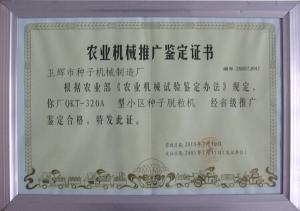 农业机械推广鉴定证书
编号:
卫辉市种子机械制造厂
根据农业部《农业机械试验鉴定办法》规定,
你厂QKT-320A 型小区种子脱粒机 经省级推广
鉴定合格,特发此证。